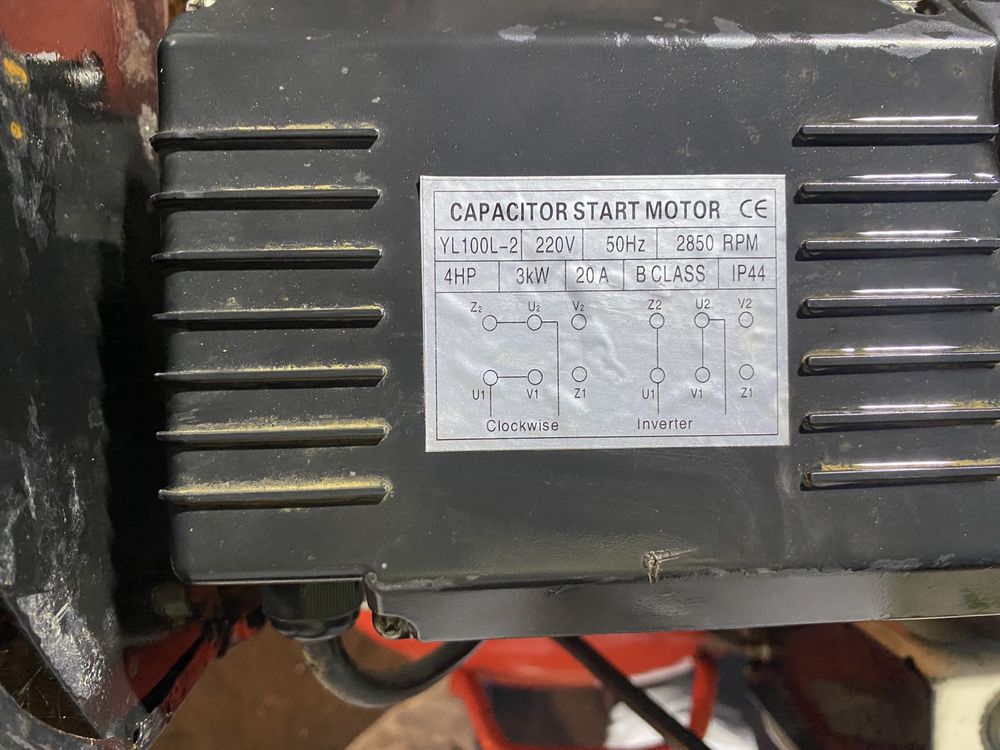 CAPACITOR START MOTOR CE
YL100L-2 220V 50Hz 2850 RPM
4HP 3kW 20A B CLASS IP44
Z2 U2 V2 Z2 U2 V2
U1 V1 Z1 U1 V1 Z1
Clockwise Inverter